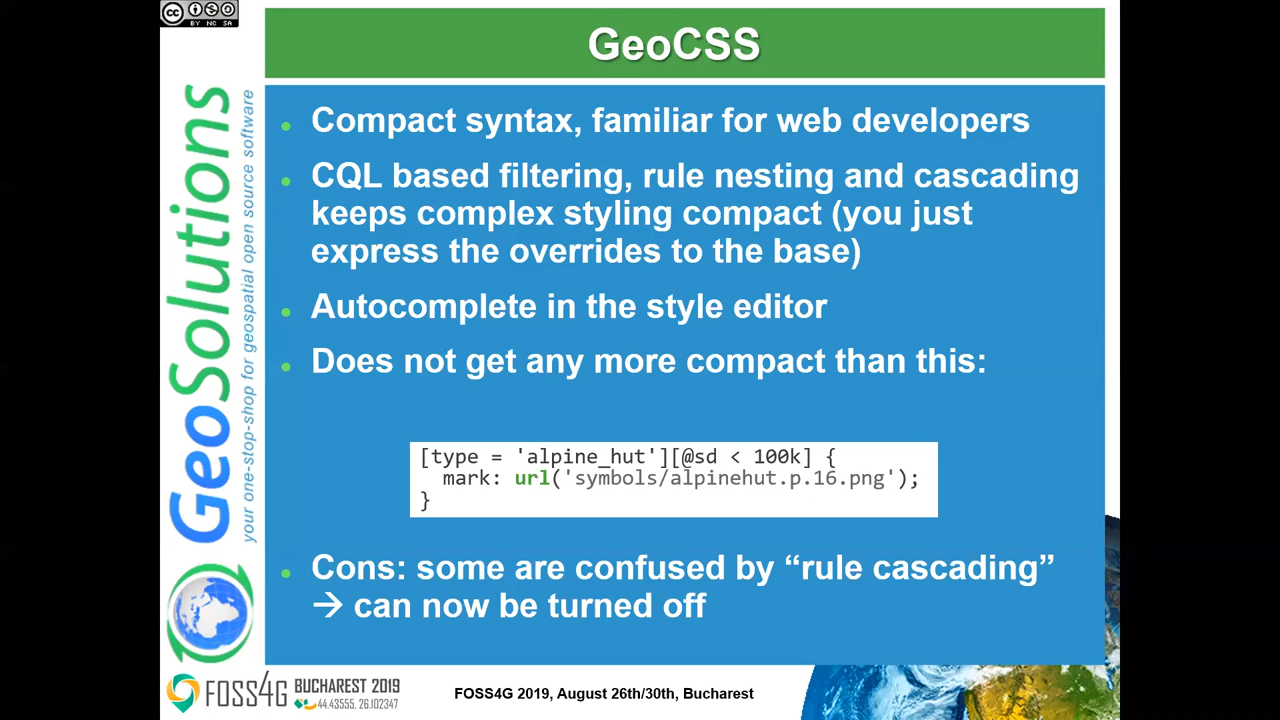 cc BY NC SA
GeoCSS
GeoSolutions
your one-stop-shop for geospatial open source software
Compact syntax, familiar for web developers
CQL based filtering, rule nesting and cascading
keeps complex styling compact (you just
express the overrides to the base)
Autocomplete in the style editor
Does not get any more compact than this:
[type = 'alpine_hut'][@sd < 100k] {
mark: url('symbols/alpinehut.p.16.png');
}
Cons: some are confused by “rule cascading”
→ can now be turned off
FOSS4G BUCHAREST 2019
44.43555, 26.102347
FOSS4G 2019, August 26th/30th, Bucharest